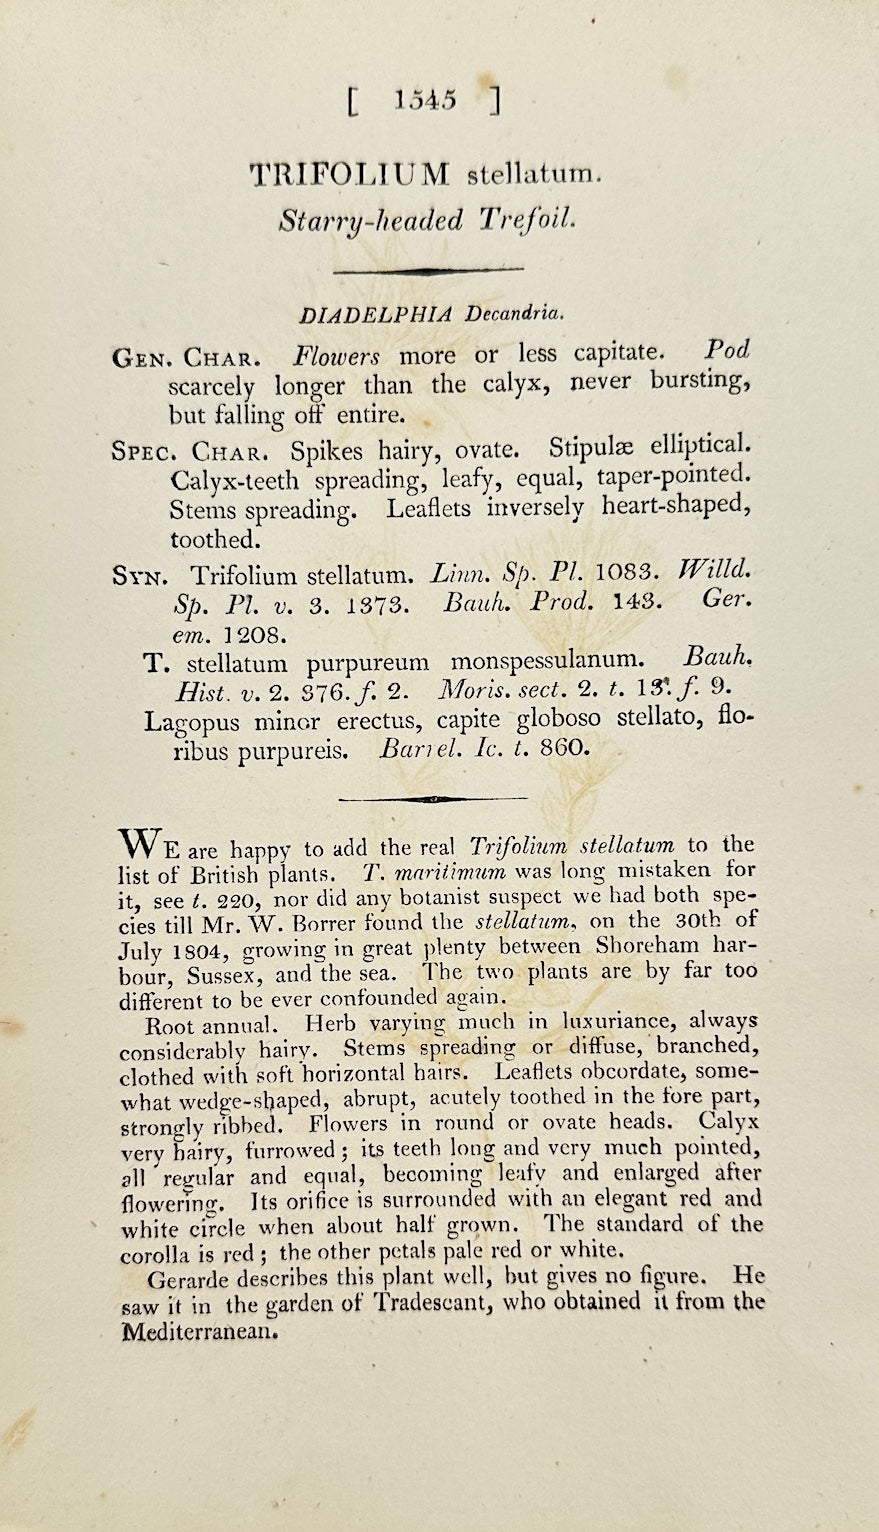 [ 1545 ]
TRIFOLIUM stellatum.
Starry-headed Trefoil.
DIADELPHIA Decandria.
GEN. CHAR. Flowers more or less capitate. Pod
scarcely longer than the calyx, never bursting,
but falling off entire.
SPEC. CHAR. Spikes hairy, ovate. Stipulæ elliptical.
Calyx-teeth spreading, leafy, equal, taper-pointed.
Stems spreading. Leaflets inversely heart-shaped,
toothed.
SYN. Trifolium stellatum. Linn. Sp. Pl. 1083. Willd.
Sp. Pl. v. 3. 1373. Bauh. Prod. 143. Ger.
em. 1208.
T. stellatum purpureum monspessulanum. Bauh.
Hist. v. 2. 376. f. 2. Moris. sect. 2. t. 13. f. 9.
Lagopus minor erectus, capite globoso stellato, flo-
ribus purpureis. Barrel. Ic. t. 860.
WE are happy to add the real Trifolium stellatum to the
list of British plants. T. maritimum was long mistaken for
it, see t. 220, nor did any botanist suspect we had both spe-
cies till Mr. W. Borrer found the stellatum, on the 30th of
July 1804, growing in great plenty between Shoreham har-
bour, Sussex, and the sea. The two plants are by far too
different to be ever confounded again.
Root annual. Herb varying much in luxuriance, always
considerably hairy. Stems spreading or diffuse, branched,
clothed with soft horizontal hairs. Leaflets obcordate, some-
what wedge-shaped, abrupt, acutely toothed in the fore part,
strongly ribbed. Flowers in round or ovate heads. Calyx
very hairy, furrowed; its teeth long and very much pointed,
all regular and equal, becoming leafy and enlarged after
flowering. Its orifice is surrounded with an elegant red and
white circle when about half grown. The standard of the
corolla is red; the other petals pale red or white.
Gerarde describes this plant well, but gives no figure. He
saw it in the garden of Tradescant, who obtained it from the
Mediterranean.